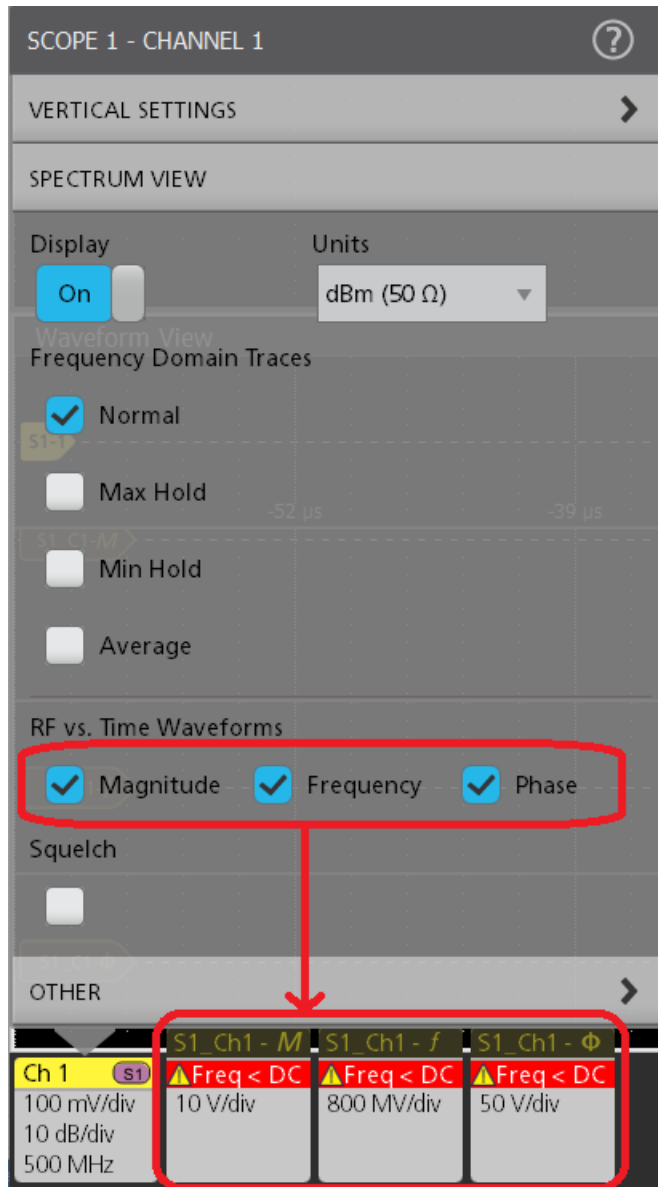 SCOPE 1 - CHANNEL 1 ?
VERTICAL SETTINGS
SPECTRUM VIEW
Display Units
On dBm (50 Ω)
Waveform View
Frequency Domain Traces
Normal
S1-1
Max Hold
-52 µs -39 µs
S1_C1-M
Min Hold
Average
RF vs. Time Waveforms
Magnitude Frequency Phase
Squelch
OTHER
S1_Ch1 - M S1_Ch1 - f S1_Ch1 - Φ
Ch 1 S1 Freq < DC Freq < DC Freq < DC
100 mV/div 10 V/div 800 MV/div 50 V/div
10 dB/div
500 MHz